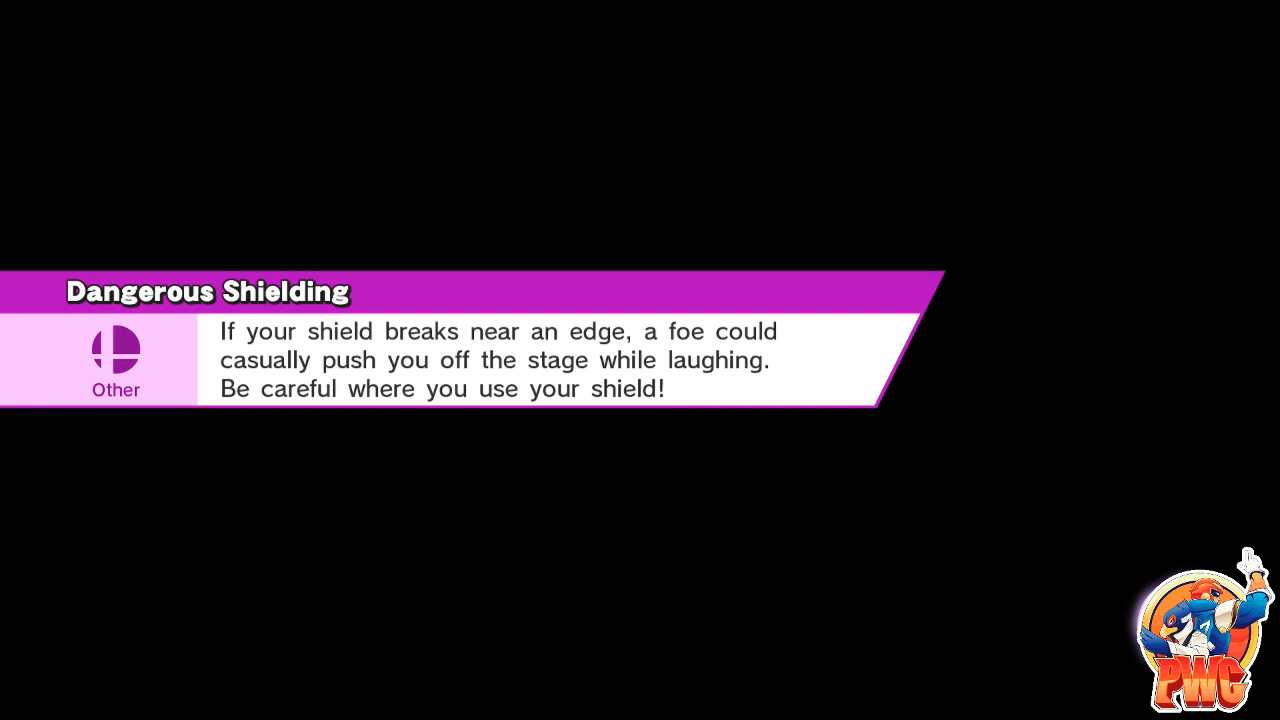 Dangerous Shielding
If your shield breaks near an edge, a foe could
casually push you off the stage while laughing.
Be careful where you use your shield!
Other
PWG